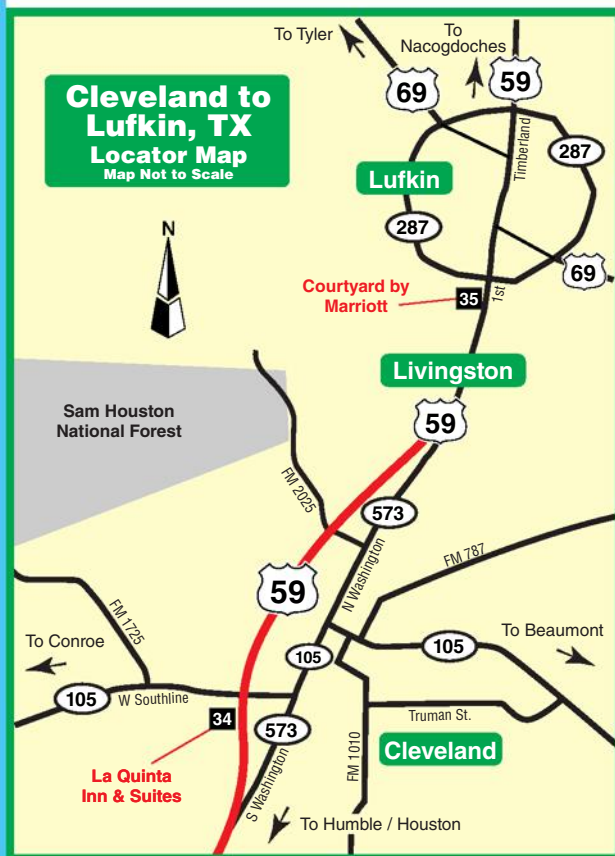 To Tyler
To
Nacogdoches
69
59
Cleveland to
Lufkin, TX
Locator Map
Map Not to Scale
Timberland
287
Lufkin
287
N
69
Courtyard by
Marriott
35
1st
Livingston
Sam Houston
National Forest
59
FM 2025
573
N Washington
FM 787
59
FM 1725
To Conroe
105
105
To Beaumont
105
W Southline
34
573
Truman St.
FM 1010
Cleveland
La Quinta
Inn & Suites
S Washington
To Humble / Houston